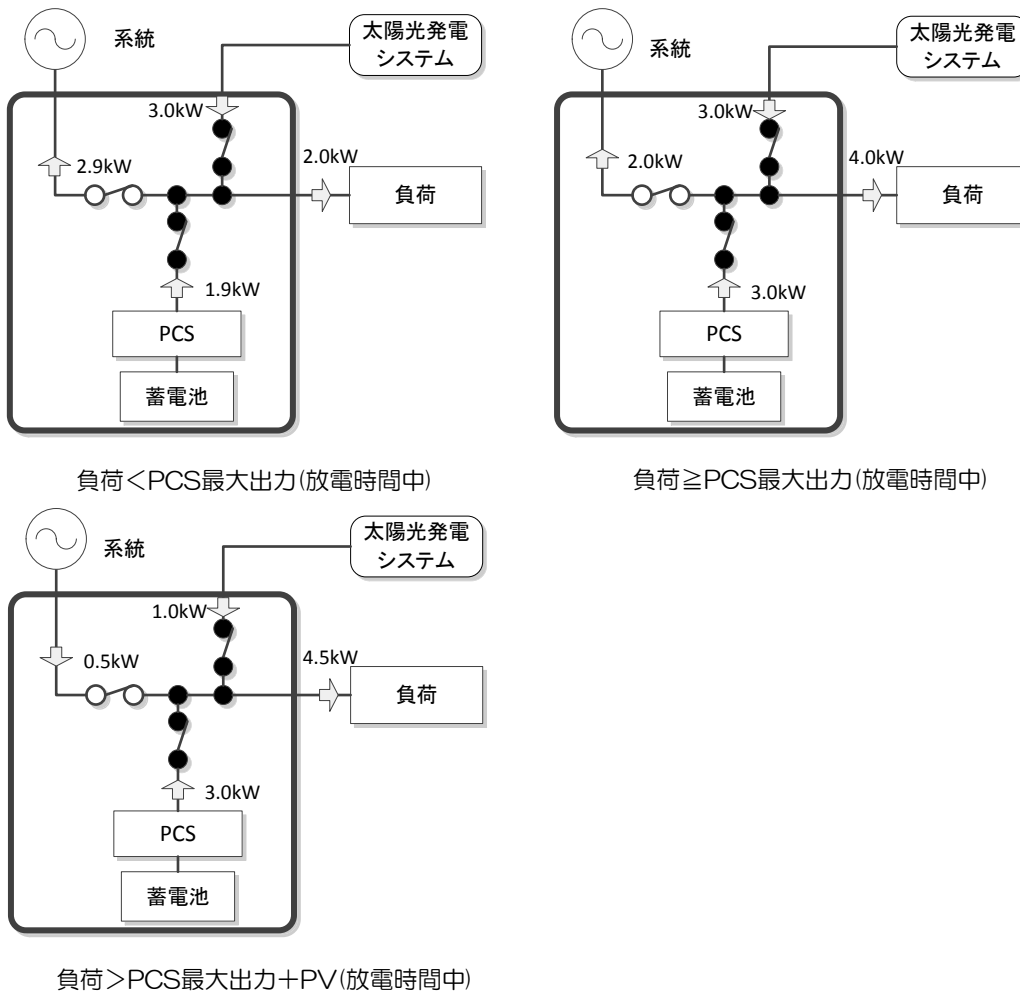 系統
太陽光発電
システム
3.0kW
2.9kW
2.0kW
負荷
1.9kW
PCS
蓄電池
負荷＜PCS最大出力(放電時間中)
系統
太陽光発電
システム
3.0kW
2.0kW
4.0kW
負荷
3.0kW
PCS
蓄電池
負荷≧PCS最大出力(放電時間中)
系統
太陽光発電
システム
1.0kW
0.5kW
4.5kW
負荷
3.0kW
PCS
蓄電池
負荷＞PCS最大出力＋PV(放電時間中)